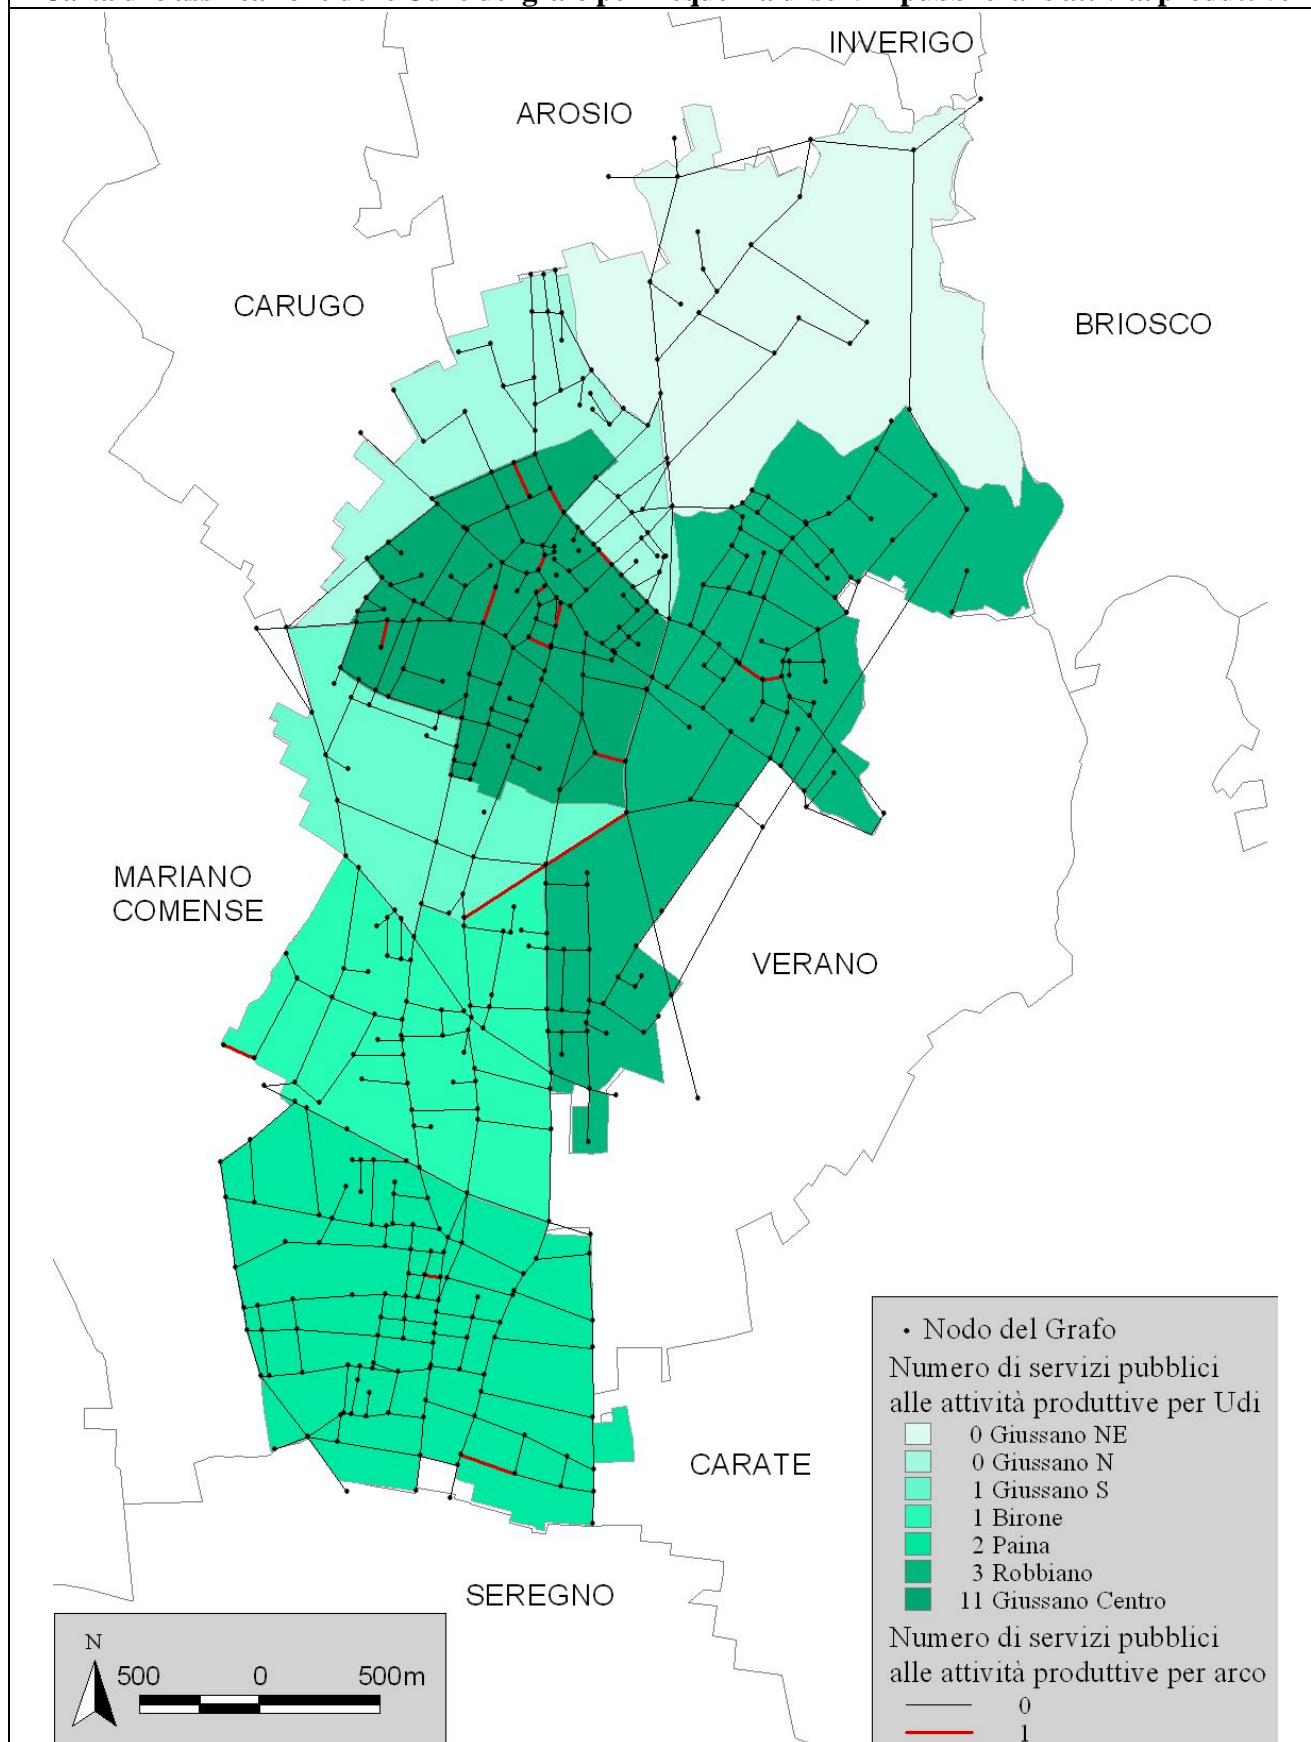 INVERIGO
AROSIO
CARUGO
BRIOSCO
MARIANO
COMENSE
VERANO
CARATE
SEREGNO
N
500 0 500m
• Nodo del Grafo
Numero di servizi pubblici
alle attività produttive per Udi
0 Giussano NE
0 Giussano N
1 Giussano S
1 Birone
2 Paina
3 Robbiano
11 Giussano Centro
Numero di servizi pubblici
alle attività produttive per arco
0
1